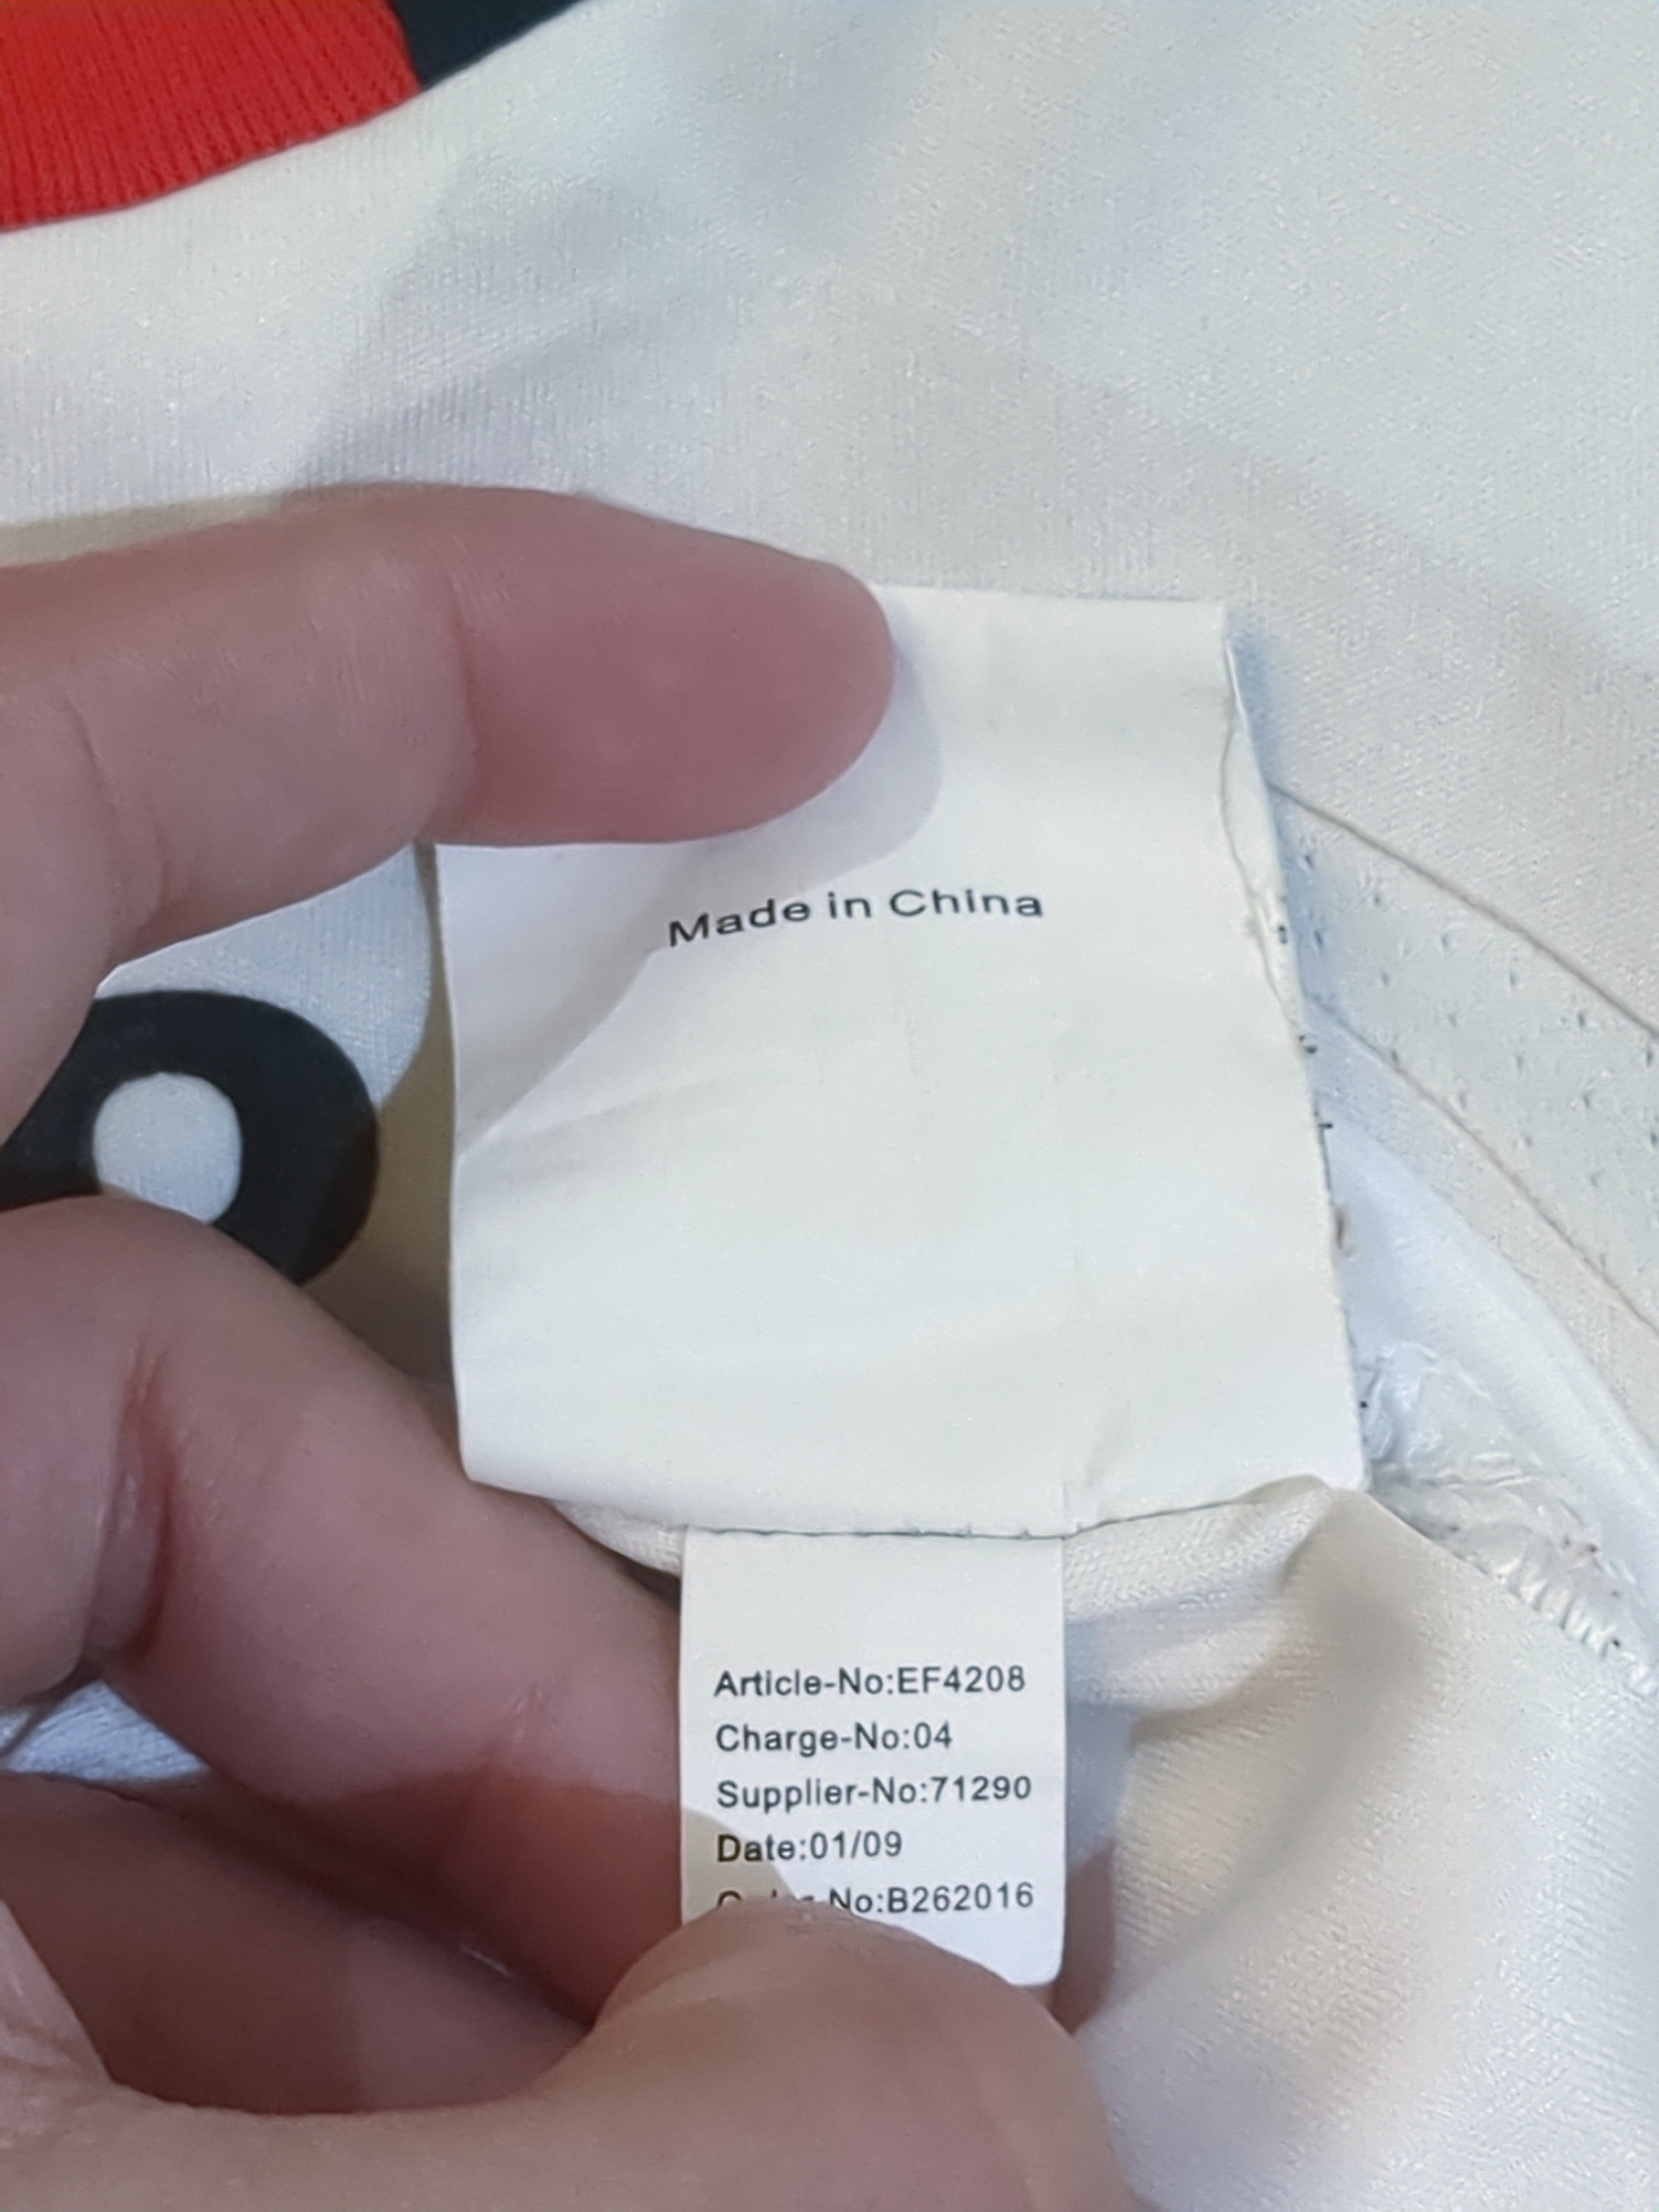 Made in China
Article-No:EF4208
Charge-No:04
Supplier-No:71290
Date:01/09
No:B262016